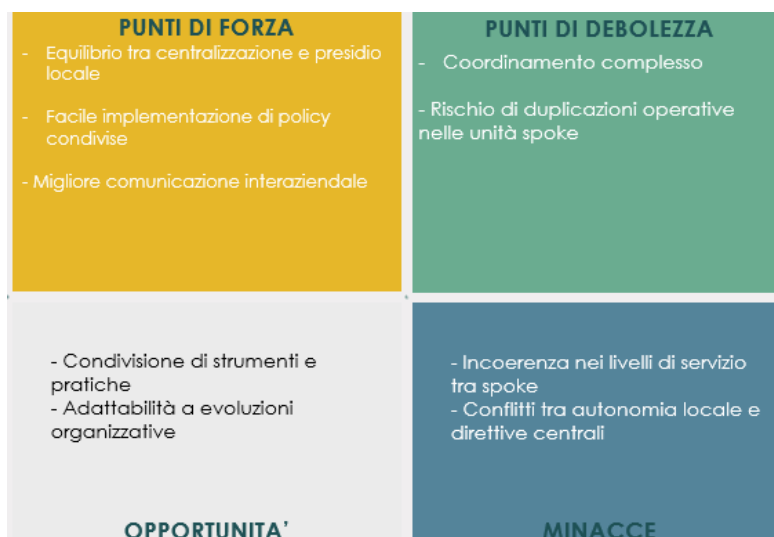 PUNTI DI FORZA
- Equilibrio tra centralizzazione e presidio
locale
- Facile implementazione di policy
condivise
- Migliore comunicazione interaziendale
PUNTI DI DEBOLEZZA
- Coordinamento complesso
- Rischio di duplicazioni operative
nelle unità spoke
- Condivisione di strumenti e
pratiche
- Adattabilità a evoluzioni
organizzative
OPPORTUNITA'
- Incoerenza nei livelli di servizio
tra spoke
- Conflitti tra autonomia locale e
direttive centrali
MINACCE